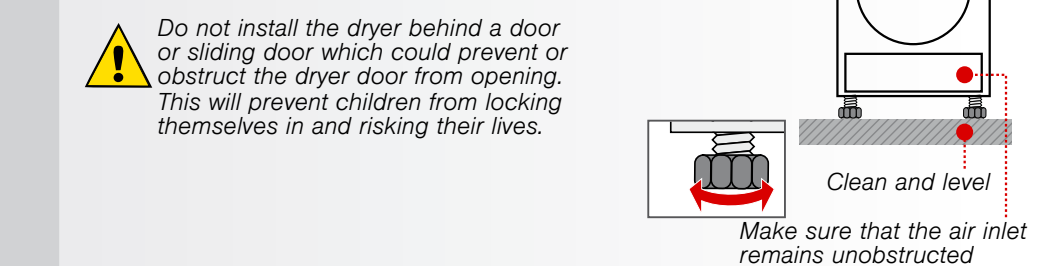 Do not install the dryer behind a door
or sliding door which could prevent or
obstruct the dryer door from opening.
This will prevent children from locking
themselves in and risking their lives.
Clean and level
Make sure that the air inlet
remains unobstructed